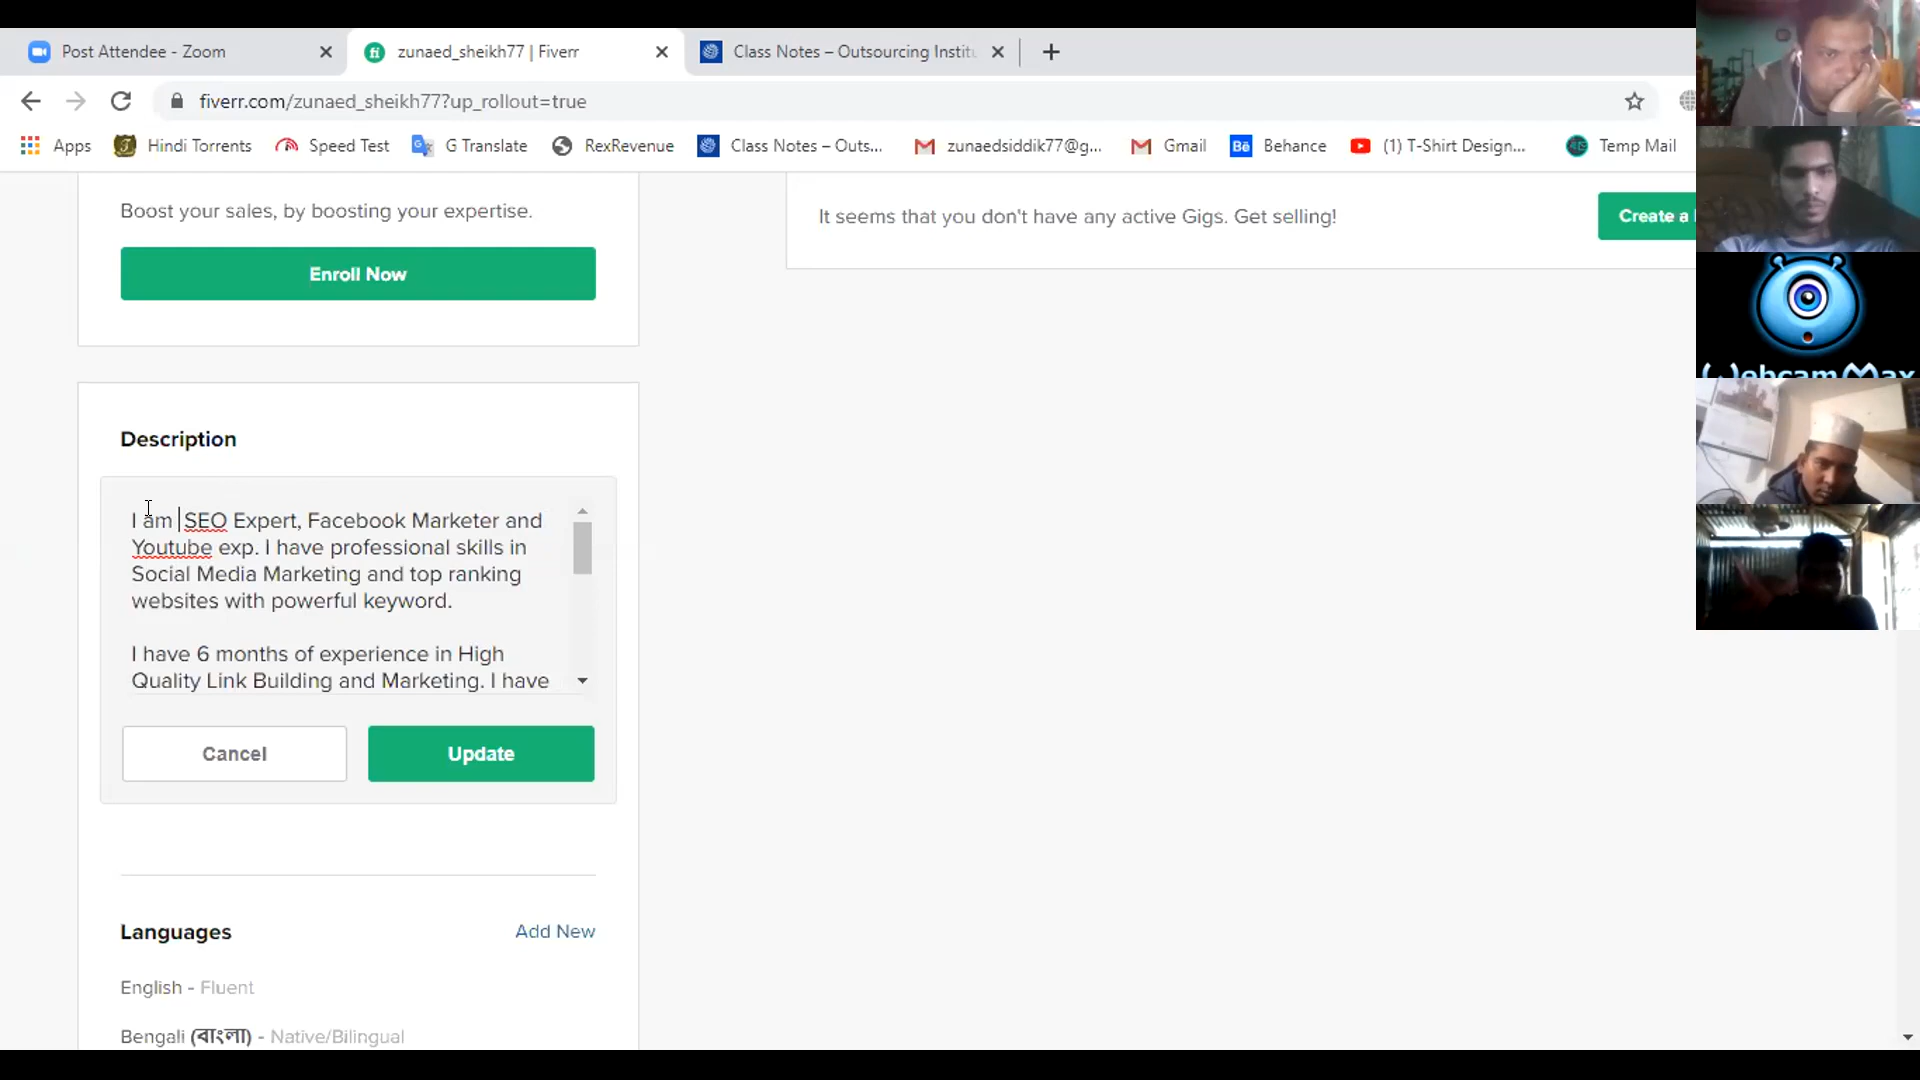 Post Attendee - Zoom
zunaed_sheikh77 | Fiverr
Class Notes – Outsourcing Institu
fiverr.com/zunaed_sheikh77?up_rollout=true
Apps
Hindi Torrents
Speed Test
G Translate
RexRevenue
Class Notes – Outs...
zunaedsiddik77@g...
Gmail
Behance
(1) T-Shirt Design...
Temp Mail
Boost your sales, by boosting your expertise.
Enroll Now
It seems that you don't have any active Gigs. Get selling!
Create a
WebcamMax
Description
I am SEO Expert, Facebook Marketer and
Youtube exp. I have professional skills in
Social Media Marketing and top ranking
websites with powerful keyword.
I have 6 months of experience in High
Quality Link Building and Marketing. I have
Cancel
Update
Languages
Add New
English - Fluent
Bengali (বাংলা) - Native/Bilingual